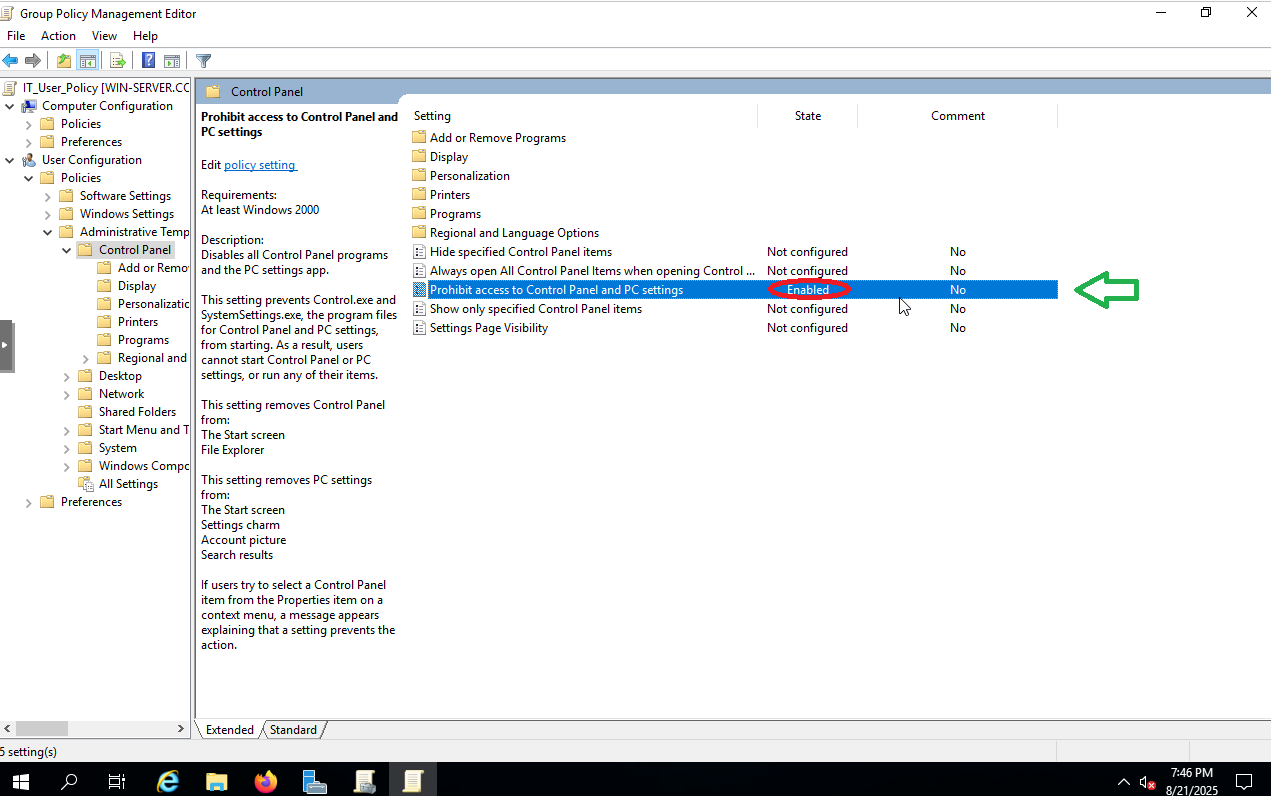 Group Policy Management Editor
File Action View Help
IT_User_Policy [WIN-SERVER.CC
Computer Configuration
Policies
Preferences
User Configuration
Policies
Software Settings
Windows Settings
Administrative Temp
Control Panel
Add or Remov
Display
Personalizatic
Printers
Programs
Regional and
Desktop
Network
Shared Folders
Start Menu and T
System
Windows Compo
All Settings
Preferences
Control Panel
Prohibit access to Control Panel and
PC settings
Edit policy setting
Requirements:
At least Windows 2000
Description:
Disables all Control Panel programs
and the PC settings app.
This setting prevents Control.exe and
SystemSettings.exe, the program files
for Control Panel and PC settings,
from starting. As a result, users
cannot start Control Panel or PC
settings, or run any of their items.
This setting removes Control Panel
from:
The Start screen
File Explorer
This setting removes PC settings
from:
The Start screen
Settings charm
Account picture
Search results
If users try to select a Control Panel
item from the Properties item on a
context menu, a message appears
explaining that a setting prevents the
action.
Setting State Comment
Add or Remove Programs
Display
Personalization
Printers
Programs
Regional and Language Options
Hide specified Control Panel items Not configured No
Always open All Control Panel Items when opening Control ... Not configured No
Prohibit access to Control Panel and PC settings Enabled No
Show only specified Control Panel items Not configured No
Settings Page Visibility Not configured No
Extended Standard
5 setting(s)
7:46 PM
8/21/2025